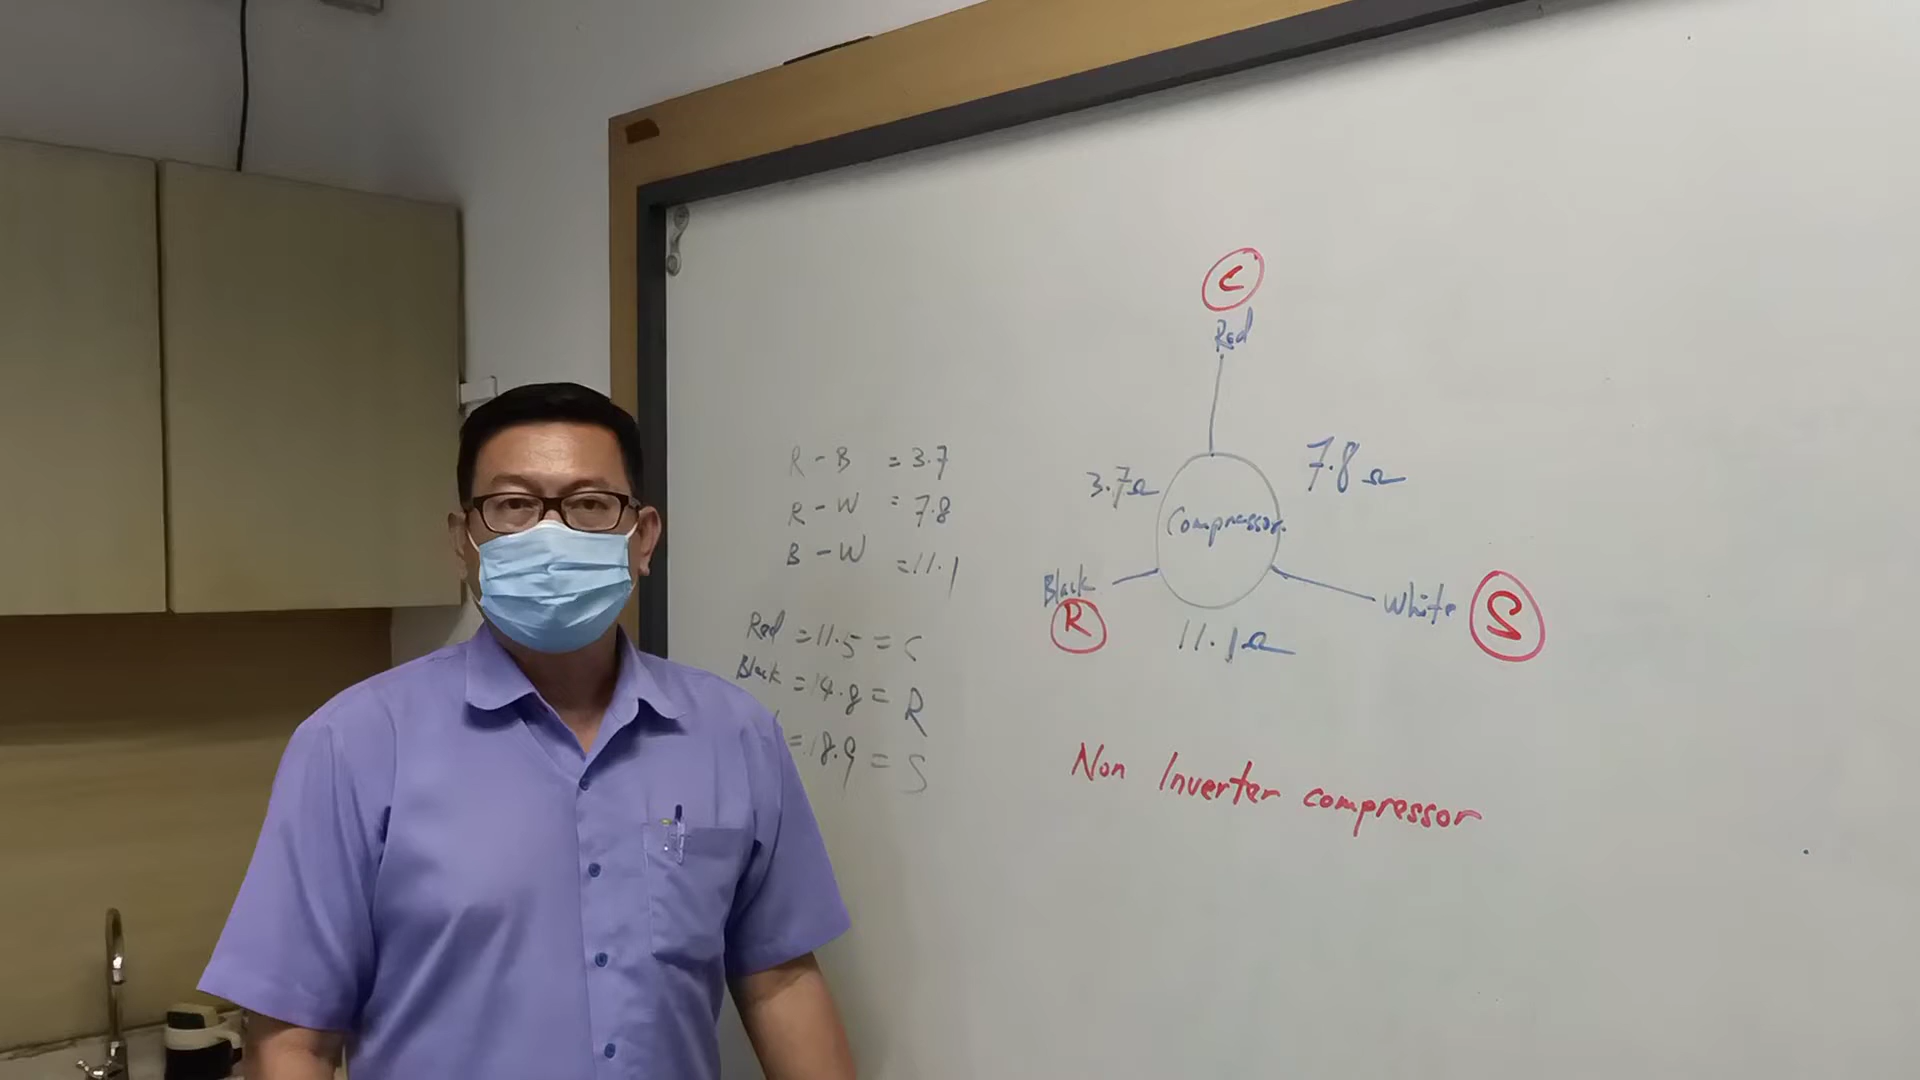 R - B = 3.7
R - W = 7.8
B - W = 11.1
Red = 11.5 = C
Black = 14.8 = R
= 18.9 = S
C
Red
3.7Ω
7.8Ω
Compressor
Black
R
White
S
11.1Ω
Non Inverter compressor